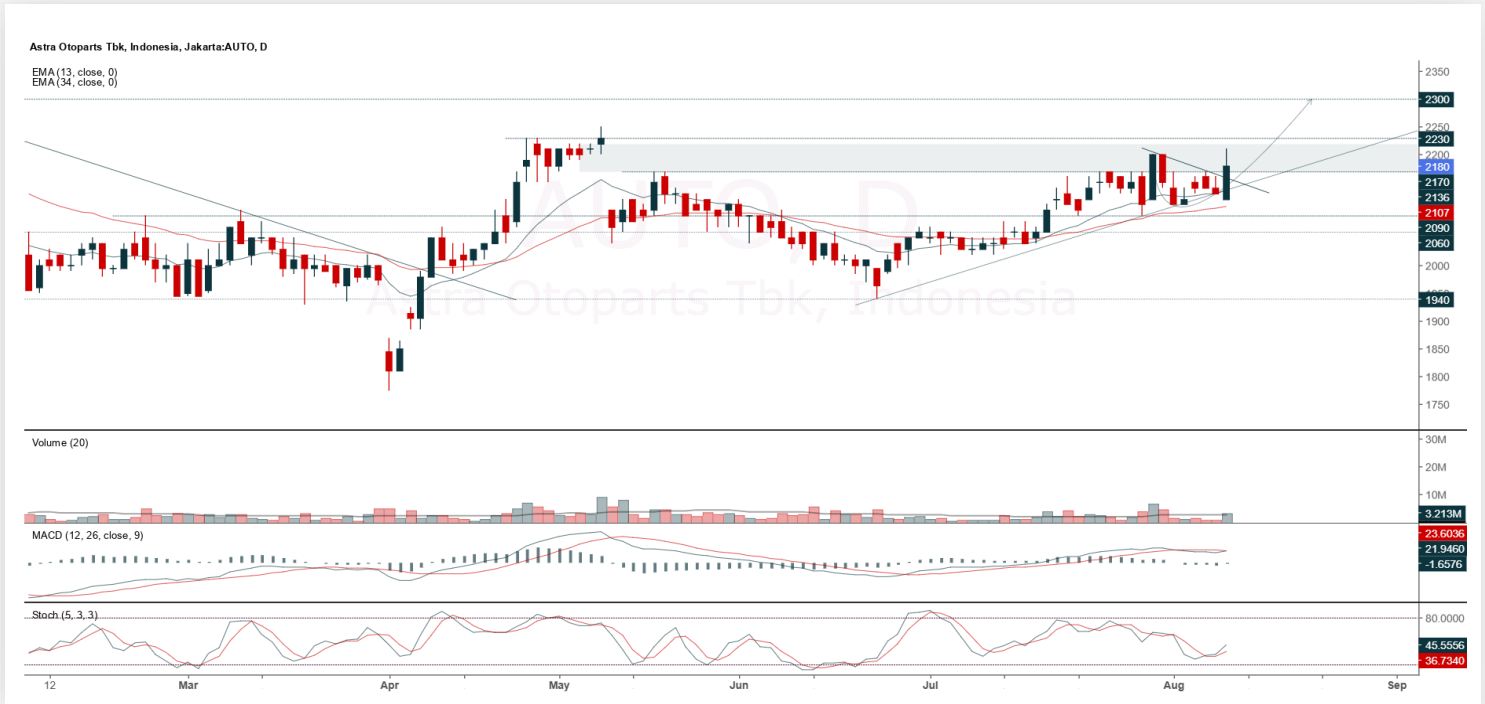 Astra Otoparts Tbk, Indonesia, Jakarta:AUTO, D
EMA (13, close, 0)
EMA (34, close, 0)
AUTO, D
Astra Otoparts Tbk, Indonesia
2350
2300
2250
2230
2200
2180
2170
2136
2107
2090
2060
2000
1940
1900
1850
1800
1750
Volume (20)
30M
20M
10M
3.213M
MACD (12, 26, close, 9)
23.6036
21.9460
-1.6576
Stoch (5, 3, 3)
80.0000
45.5556
36.7340
12 Mar Apr May Jun Jul Aug Sep